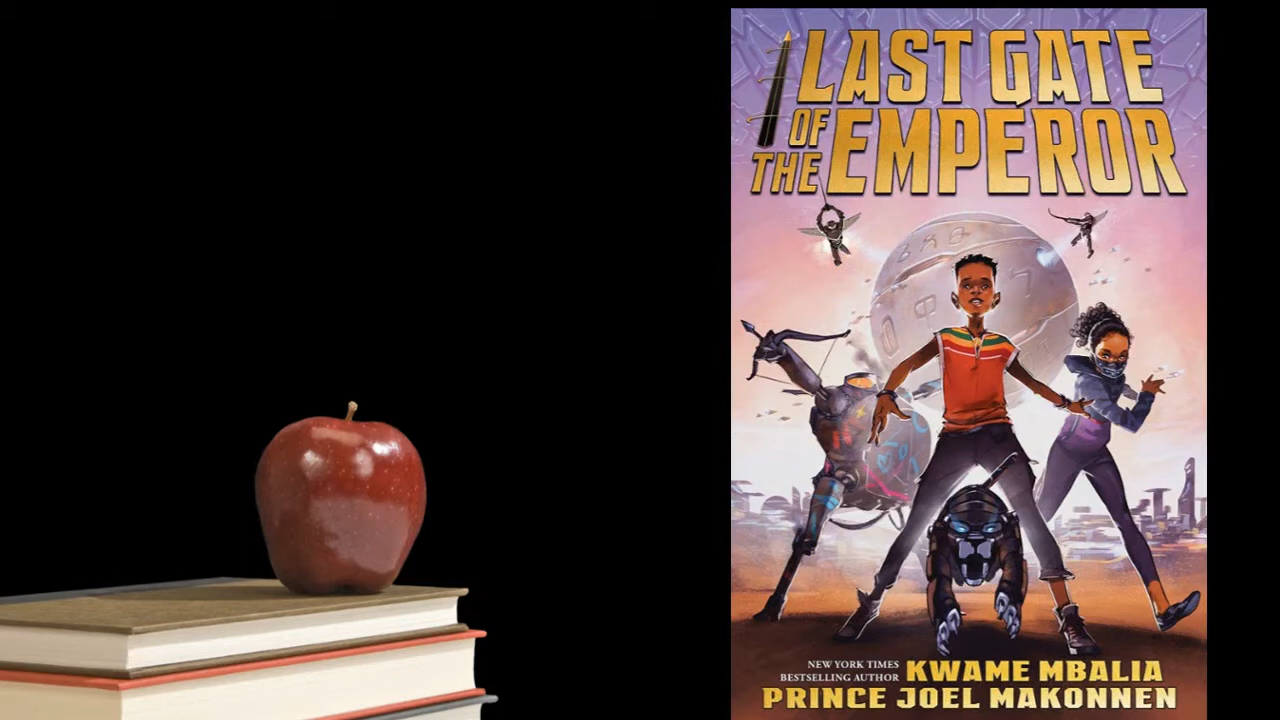 LAST GATE
OF
THE EMPEROR
NEW YORK TIMES
BESTSELLING AUTHOR KWAME MBALIA
PRINCE JOEL MAKONNEN